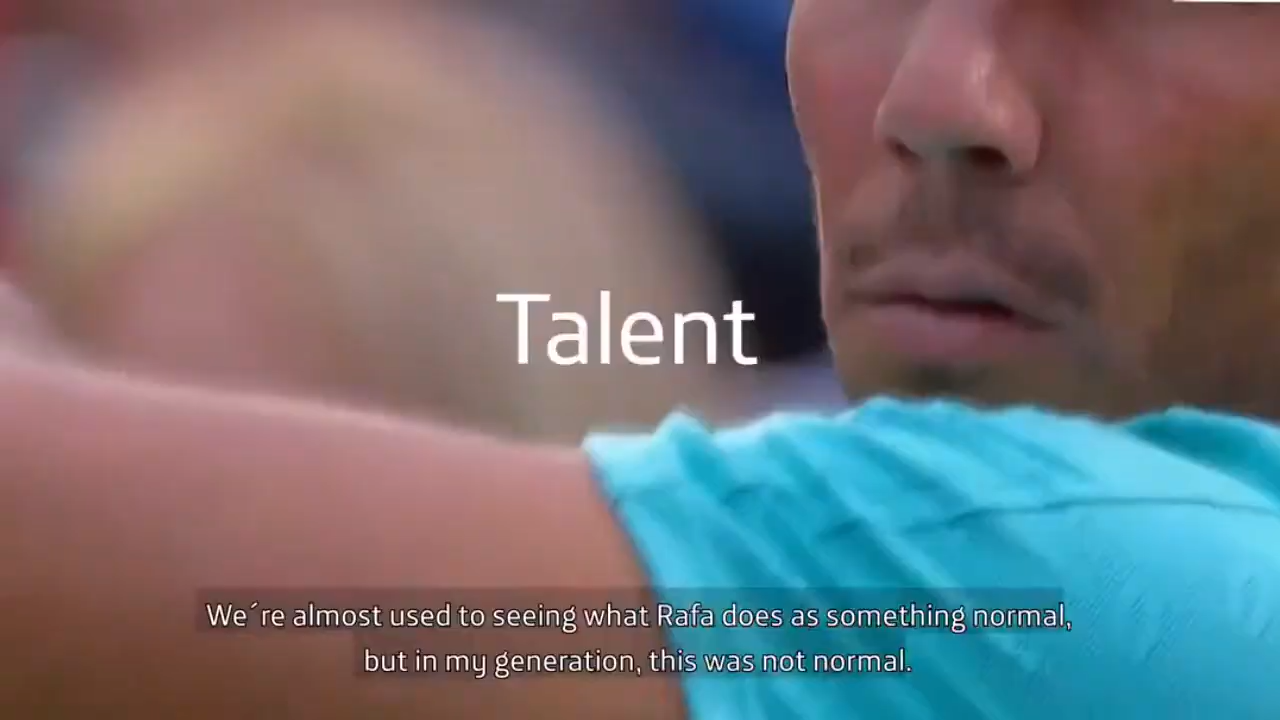 Talent
We´re almost used to seeing what Rafa does as something normal,
but in my generation, this was not normal.